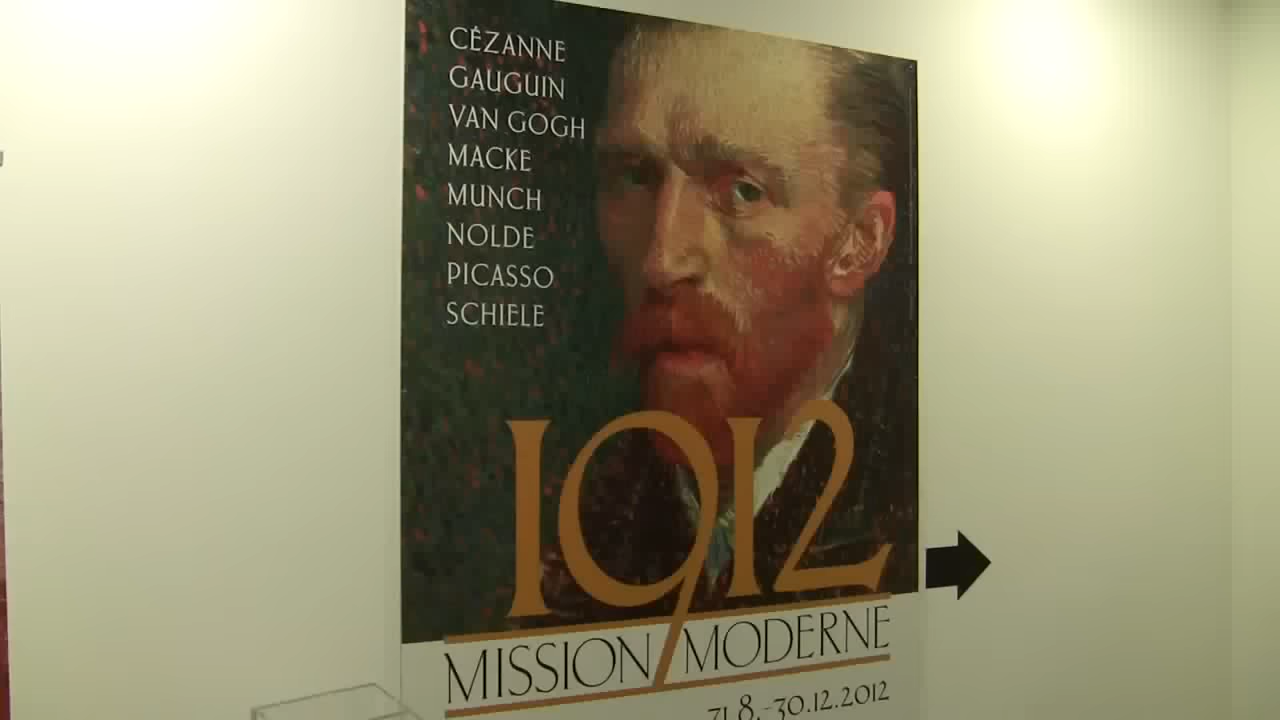 CÉZANNE
GAUGUIN
VAN GOGH
MACKE
MUNCH
NOLDE
PICASSO
SCHIELE
1912
MISSION MODERNE
31.8.-30.12.2012